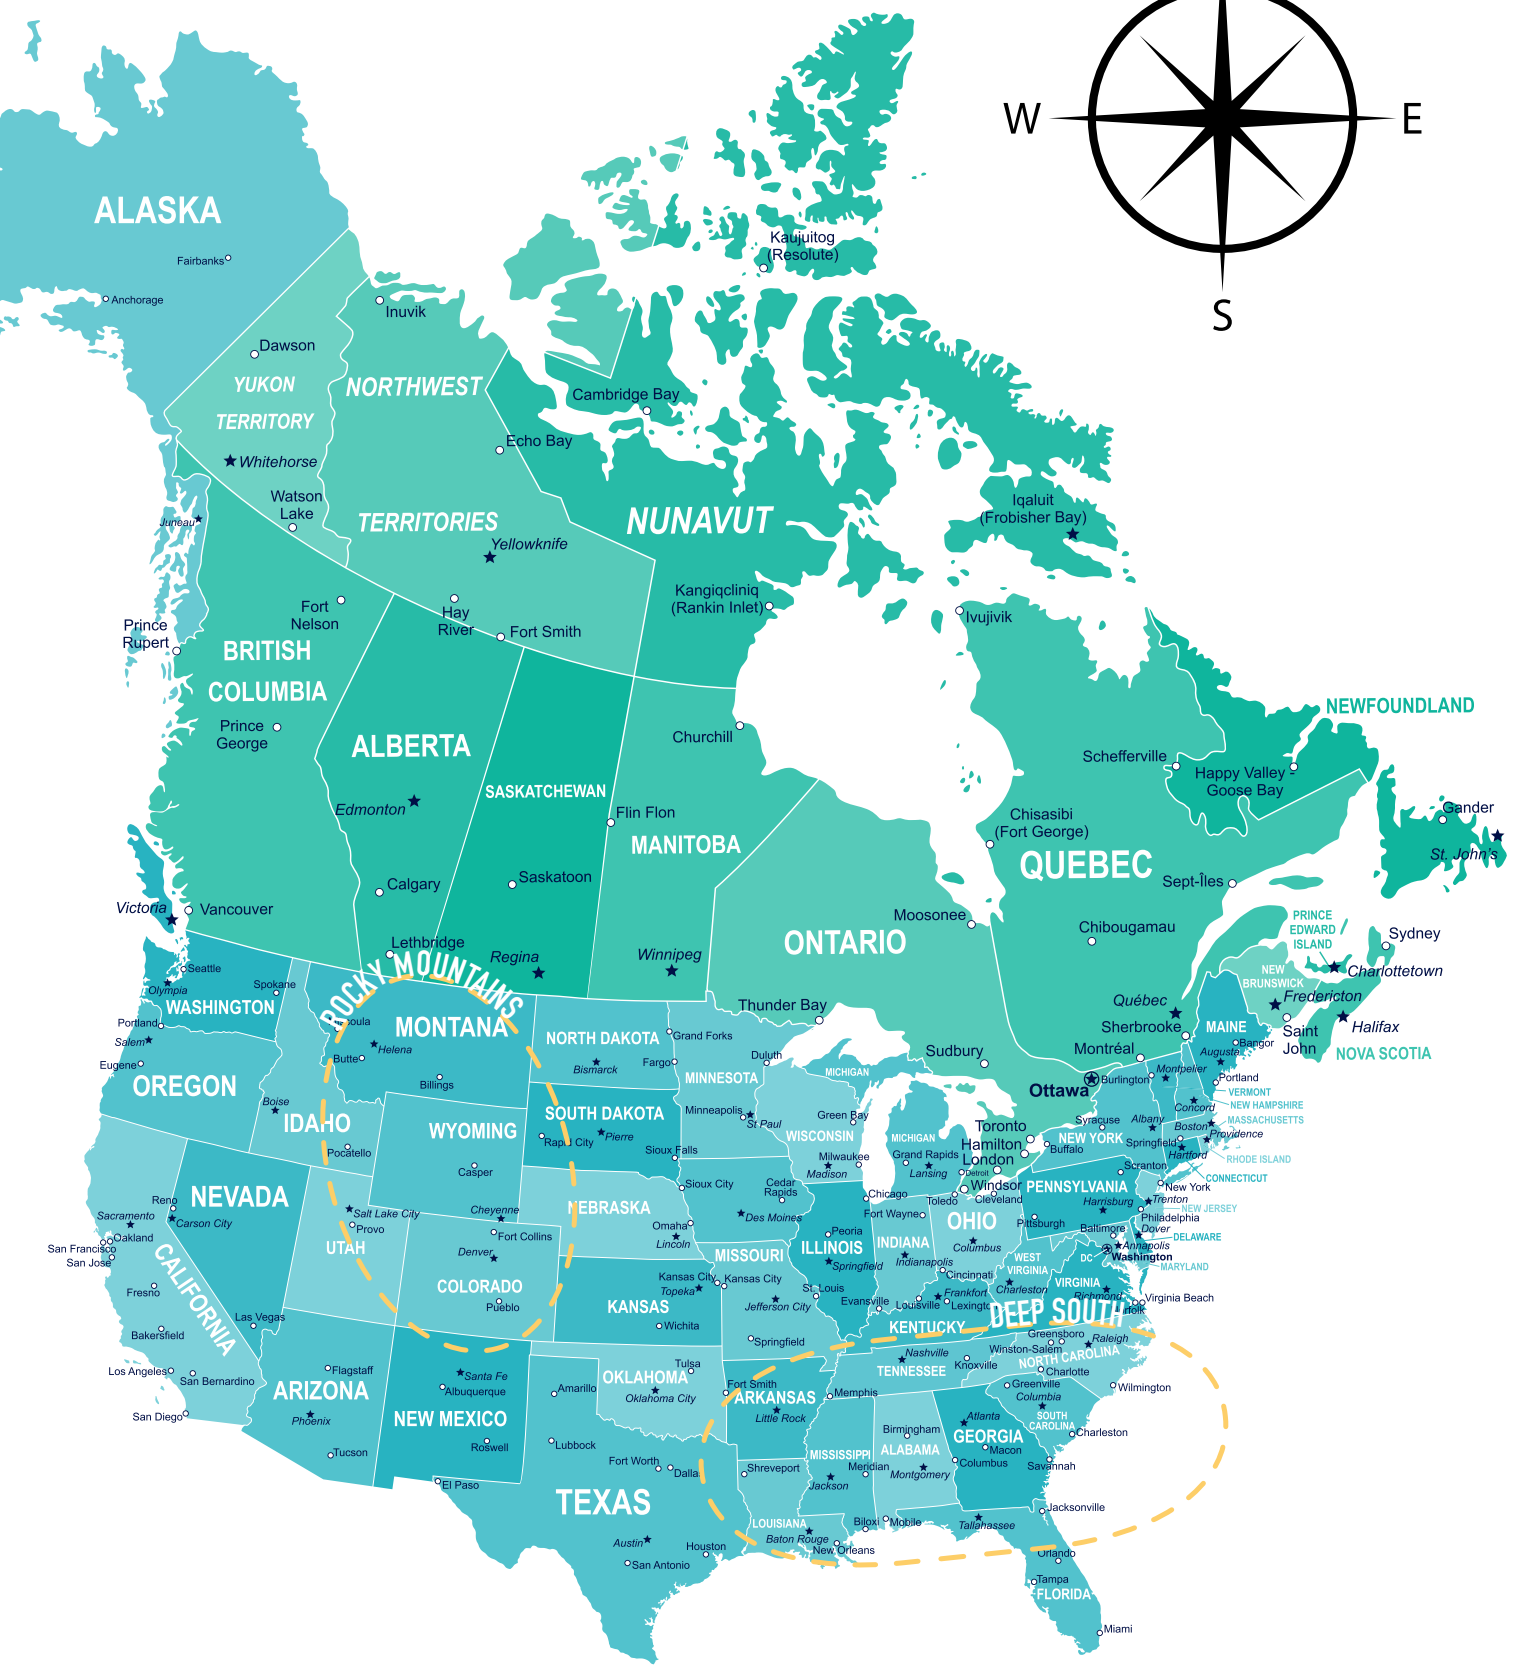 W
E
S
ALASKA
Fairbanks
Anchorage
Juneau
Kaujuitog
(Resolute)
Inuvik
Dawson
YUKON
TERRITORY
Whitehorse
Watson
Lake
NORTHWEST
TERRITORIES
Echo Bay
Yellowknife
Hay
River
Fort Smith
Cambridge Bay
NUNAVUT
Iqaluit
(Frobisher Bay)
Kangiqcliniq
(Rankin Inlet)
Ivujivik
Prince
Rupert
Fort
Nelson
BRITISH
COLUMBIA
Prince
George
Victoria
Vancouver
ALBERTA
Edmonton
Calgary
Lethbridge
SASKATCHEWAN
Saskatoon
Regina
Churchill
Flin Flon
MANITOBA
Winnipeg
ONTARIO
Moosonee
Thunder Bay
Sudbury
Ottawa
Toronto
Hamilton
London
Windsor
Schefferville
Chisasibi
(Fort George)
QUEBEC
Sept-Îles
Chibougamau
Québec
Sherbrooke
Montréal
NEWFOUNDLAND
Happy Valley -
Goose Bay
Gander
St. John's
PRINCE
EDWARD
ISLAND
Sydney
Charlottetown
NEW
BRUNSWICK
Fredericton
Saint
John
Halifax
NOVA SCOTIA
ROCKY MOUNTAINS
DEEP SOUTH
Seattle
Olympia
Spokane
WASHINGTON
Portland
Salem
Eugene
OREGON
Boise
IDAHO
Pocatello
Butte
Helena
MONTANA
Billings
WYOMING
Casper
Cheyenne
NEVADA
Reno
Carson City
Las Vegas
Sacramento
Oakland
San Francisco
San Jose
CALIFORNIA
Fresno
Bakersfield
Los Angeles
San Bernardino
San Diego
Salt Lake City
Provo
UTAH
Fort Collins
Denver
COLORADO
Pueblo
Flagstaff
ARIZONA
Phoenix
Tucson
Santa Fe
Albuquerque
NEW MEXICO
Roswell
NORTH DAKOTA
Grand Forks
Fargo
Bismarck
SOUTH DAKOTA
Rapid City
Pierre
Sioux Falls
NEBRASKA
Omaha
Lincoln
KANSAS
Kansas City
Topeka
Wichita
OKLAHOMA
Tulsa
Oklahoma City
TEXAS
Amarillo
Lubbock
Fort Worth
Dalla
El Paso
Austin
San Antonio
Houston
MINNESOTA
Duluth
Minneapolis
St Paul
Sioux City
Cedar
Rapids
Des Moines
MISSOURI
Kansas City
St. Louis
Jefferson City
Springfield
ARKANSAS
Fort Smith
Little Rock
LOUISIANA
Shreveport
Baton Rouge
New Orleans
WISCONSIN
Green Bay
Milwaukee
Madison
MICHIGAN
MICHIGAN
Grand Rapids
Lansing
Detroit
ILLINOIS
Chicago
Peoria
Springfield
INDIANA
Fort Wayne
Indianapolis
Evansville
OHIO
Toledo
Cleveland
Columbus
Cincinnati
KENTUCKY
Louisville
Frankfort
Lexingto
TENNESSEE
Nashville
Knoxville
Memphis
MISSISSIPPI
Meridian
Jackson
Biloxi
ALABAMA
Birmingham
Montgomery
Mobile
GEORGIA
Atlanta
Macon
Columbus
Savannah
FLORIDA
Tallahassee
Jacksonville
Orlando
Tampa
Miami
SOUTH
CAROLINA
Greenville
Columbia
Charleston
NORTH CAROLINA
Greensboro
Raleigh
Winston-Salem
Charlotte
Wilmington
VIRGINIA
Richmond
Virginia Beach
WEST
VIRGINIA
Charleston
DC
Washington
MARYLAND
Baltimore
Annapolis
DELAWARE
Dover
PENNSYLVANIA
Scranton
Harrisburg
Pittsburgh
Philadelphia
NEW JERSEY
Trenton
NEW YORK
Syracuse
Albany
Buffalo
New York
CONNECTICUT
Hartford
RHODE ISLAND
Providence
MASSACHUSETTS
Boston
Springfield
VERMONT
Burlington
Montpelier
NEW HAMPSHIRE
Concord
MAINE
Bangor
Augusta
Portland